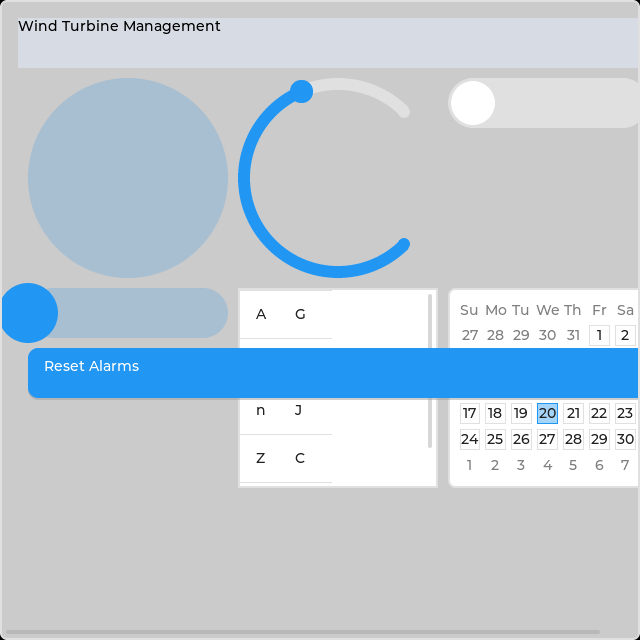 Wind Turbine Management
A G
Su Mo Tu We Th Fr Sa
27 28 29 30 31 1 2
Reset Alarms
n J
17 18 19 20 21 22 23
24 25 26 27 28 29 30
Z C
1 2 3 4 5 6 7